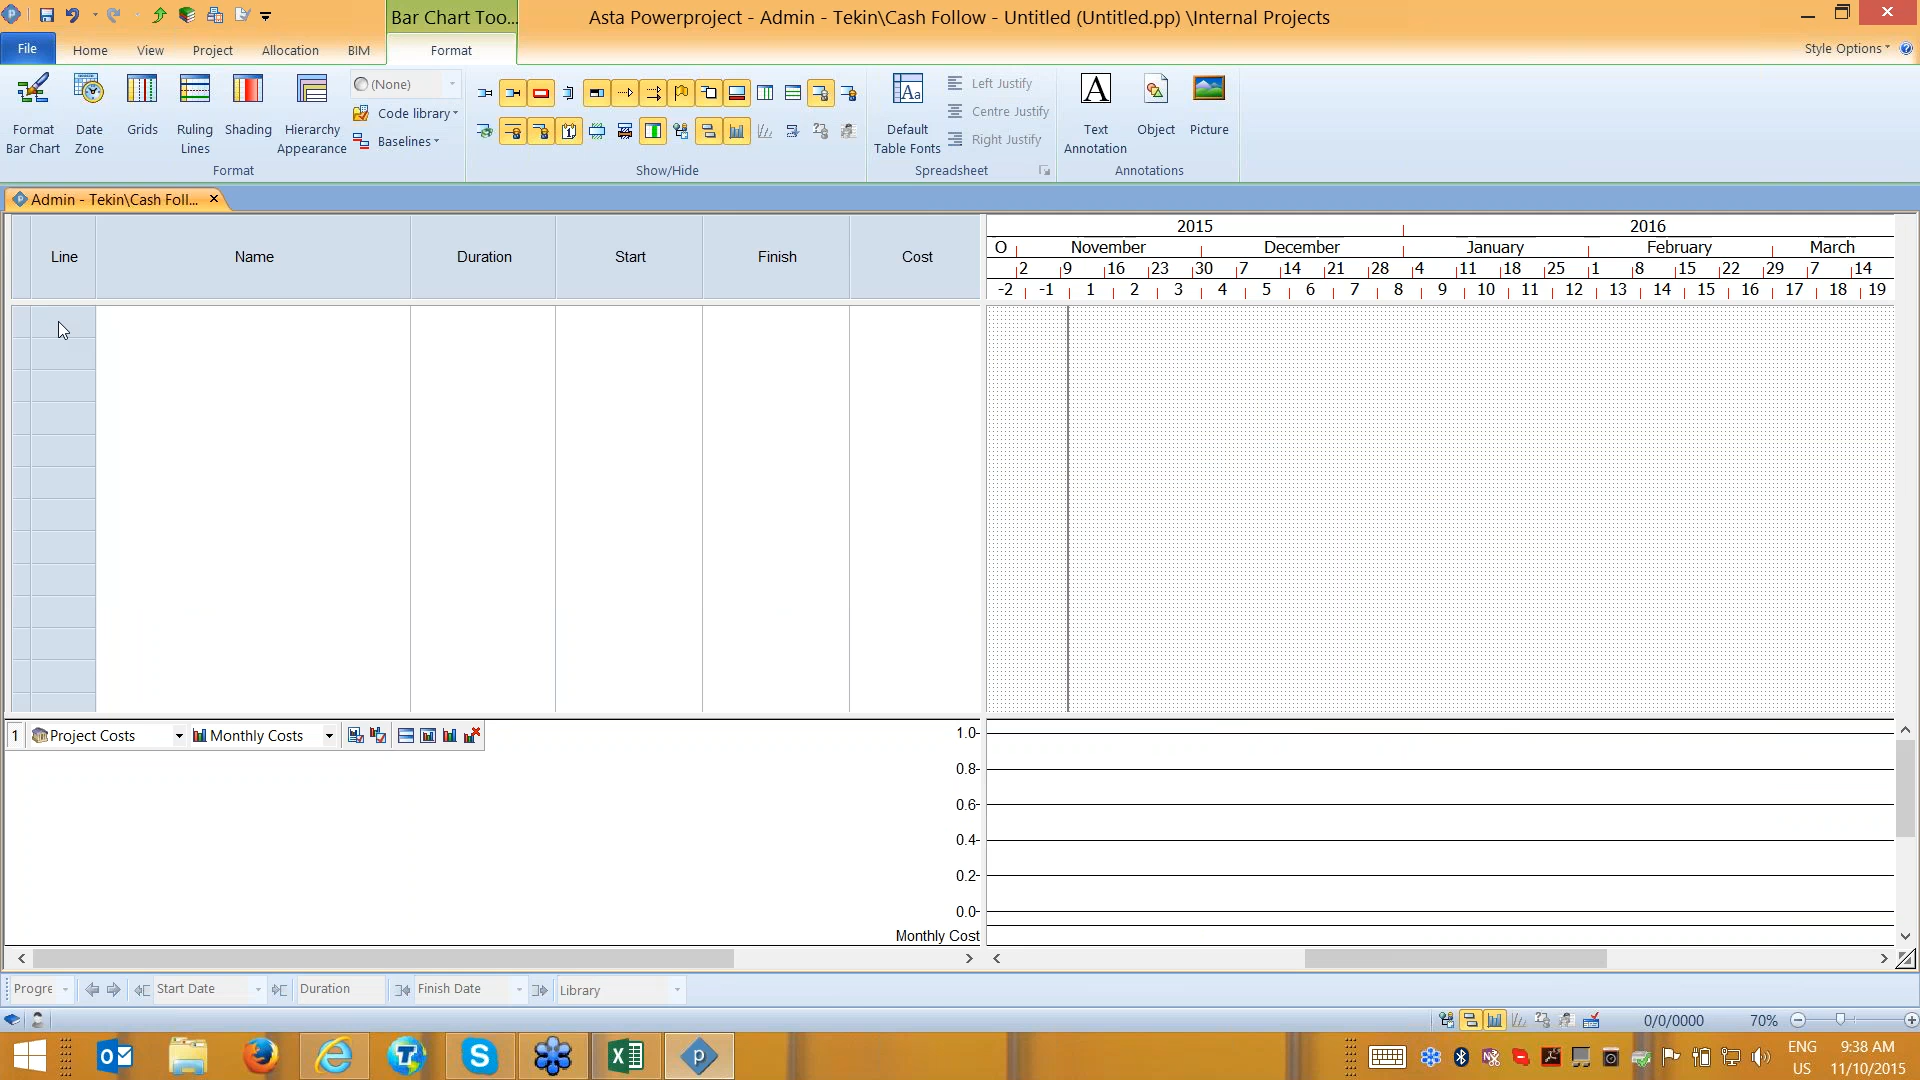 Bar Chart Too...
Asta Powerproject - Admin - Tekin\Cash Follow - Untitled (Untitled.pp) \Internal Projects
File Home View Project Allocation BIM Format Style Options
Format Bar Chart
Date Zone
Grids
Ruling Lines
Shading
Hierarchy Appearance
(None)
Code library
Baselines
Format
Show/Hide
Default Table Fonts
Left Justify
Centre Justify
Right Justify
Spreadsheet
Text Annotation
Object
Picture
Annotations
Admin - Tekin\Cash Foll...
Line Name Duration Start Finish Cost
2015 2016
O November December January February March
2 9 16 23 30 7 14 21 28 4 11 18 25 1 8 15 22 29 7 14
-2 -1 1 2 3 4 5 6 7 8 9 10 11 12 13 14 15 16 17 18 19
1 Project Costs Monthly Costs
1.0
0.8
0.6
0.4
0.2
0.0
Monthly Cost
Progre Start Date Duration Finish Date Library
0/0/0000 70%
ENG 9:38 AM
US 11/10/2015